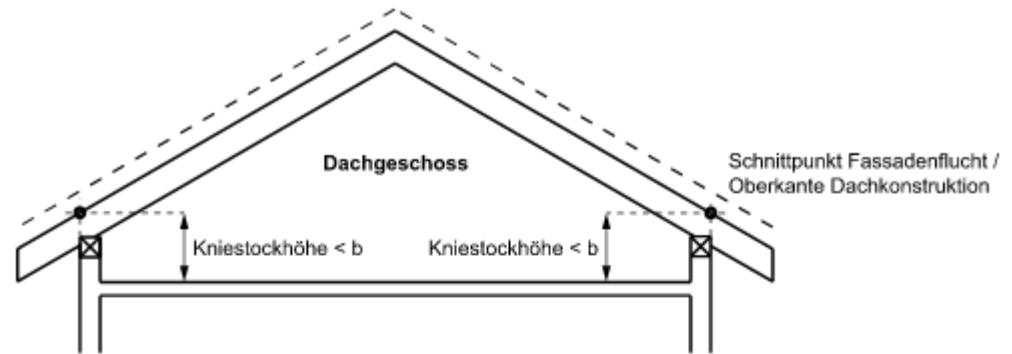 Dachgeschoss
Schnittpunkt Fassadenflucht /
Oberkante Dachkonstruktion
Kniestockhöhe < b
Kniestockhöhe < b